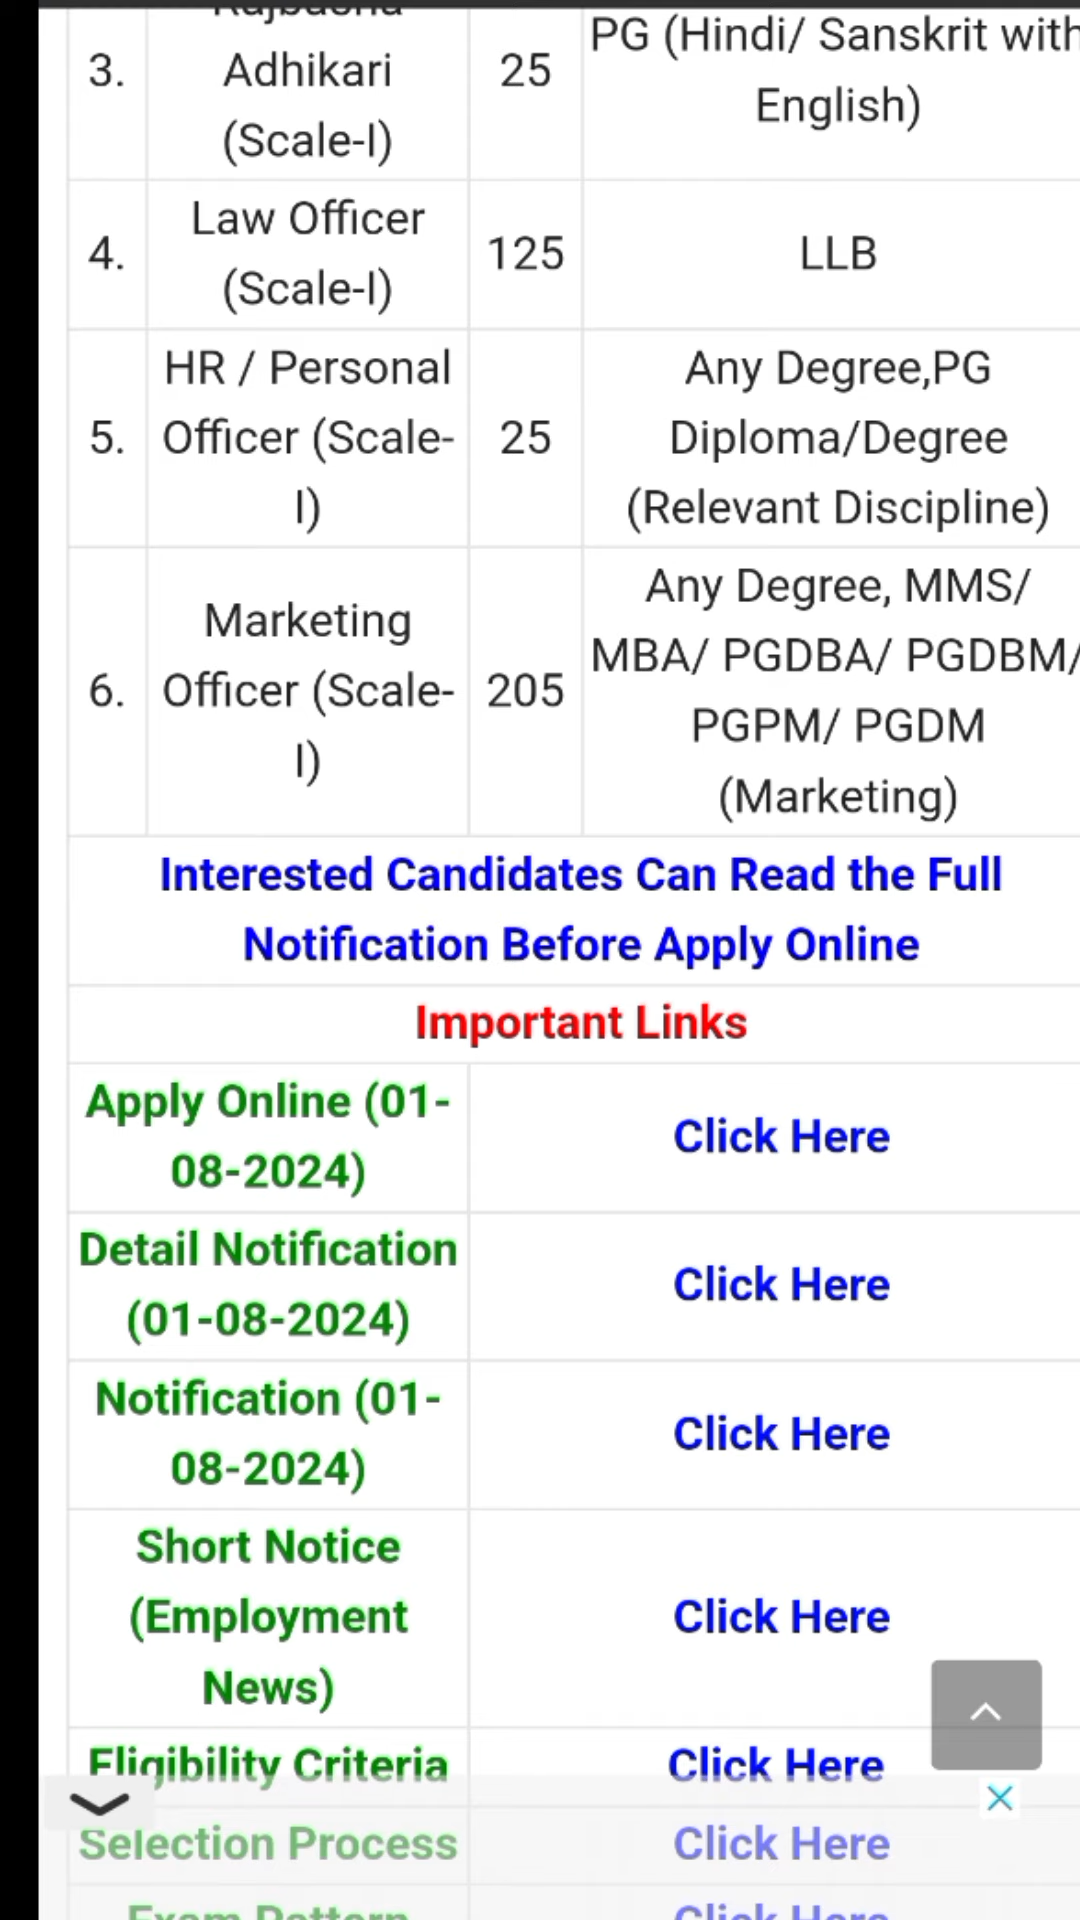 3.
Adhikari
(Scale-I)
25
PG (Hindi/ Sanskrit with
English)
4.
Law Officer
(Scale-I)
125
LLB
5.
HR / Personal
Officer (Scale-
I)
25
Any Degree,PG
Diploma/Degree
(Relevant Discipline)
6.
Marketing
Officer (Scale-
I)
205
Any Degree, MMS/
MBA/ PGDBA/ PGDBM/
PGPM/ PGDM
(Marketing)
Interested Candidates Can Read the Full
Notification Before Apply Online
Important Links
Apply Online (01-
08-2024)
Click Here
Detail Notification
(01-08-2024)
Click Here
Notification (01-
08-2024)
Click Here
Short Notice
(Employment
News)
Click Here
Eligibility Criteria
Click Here
Selection Process
Click Here
Exam Pattern
Click Here